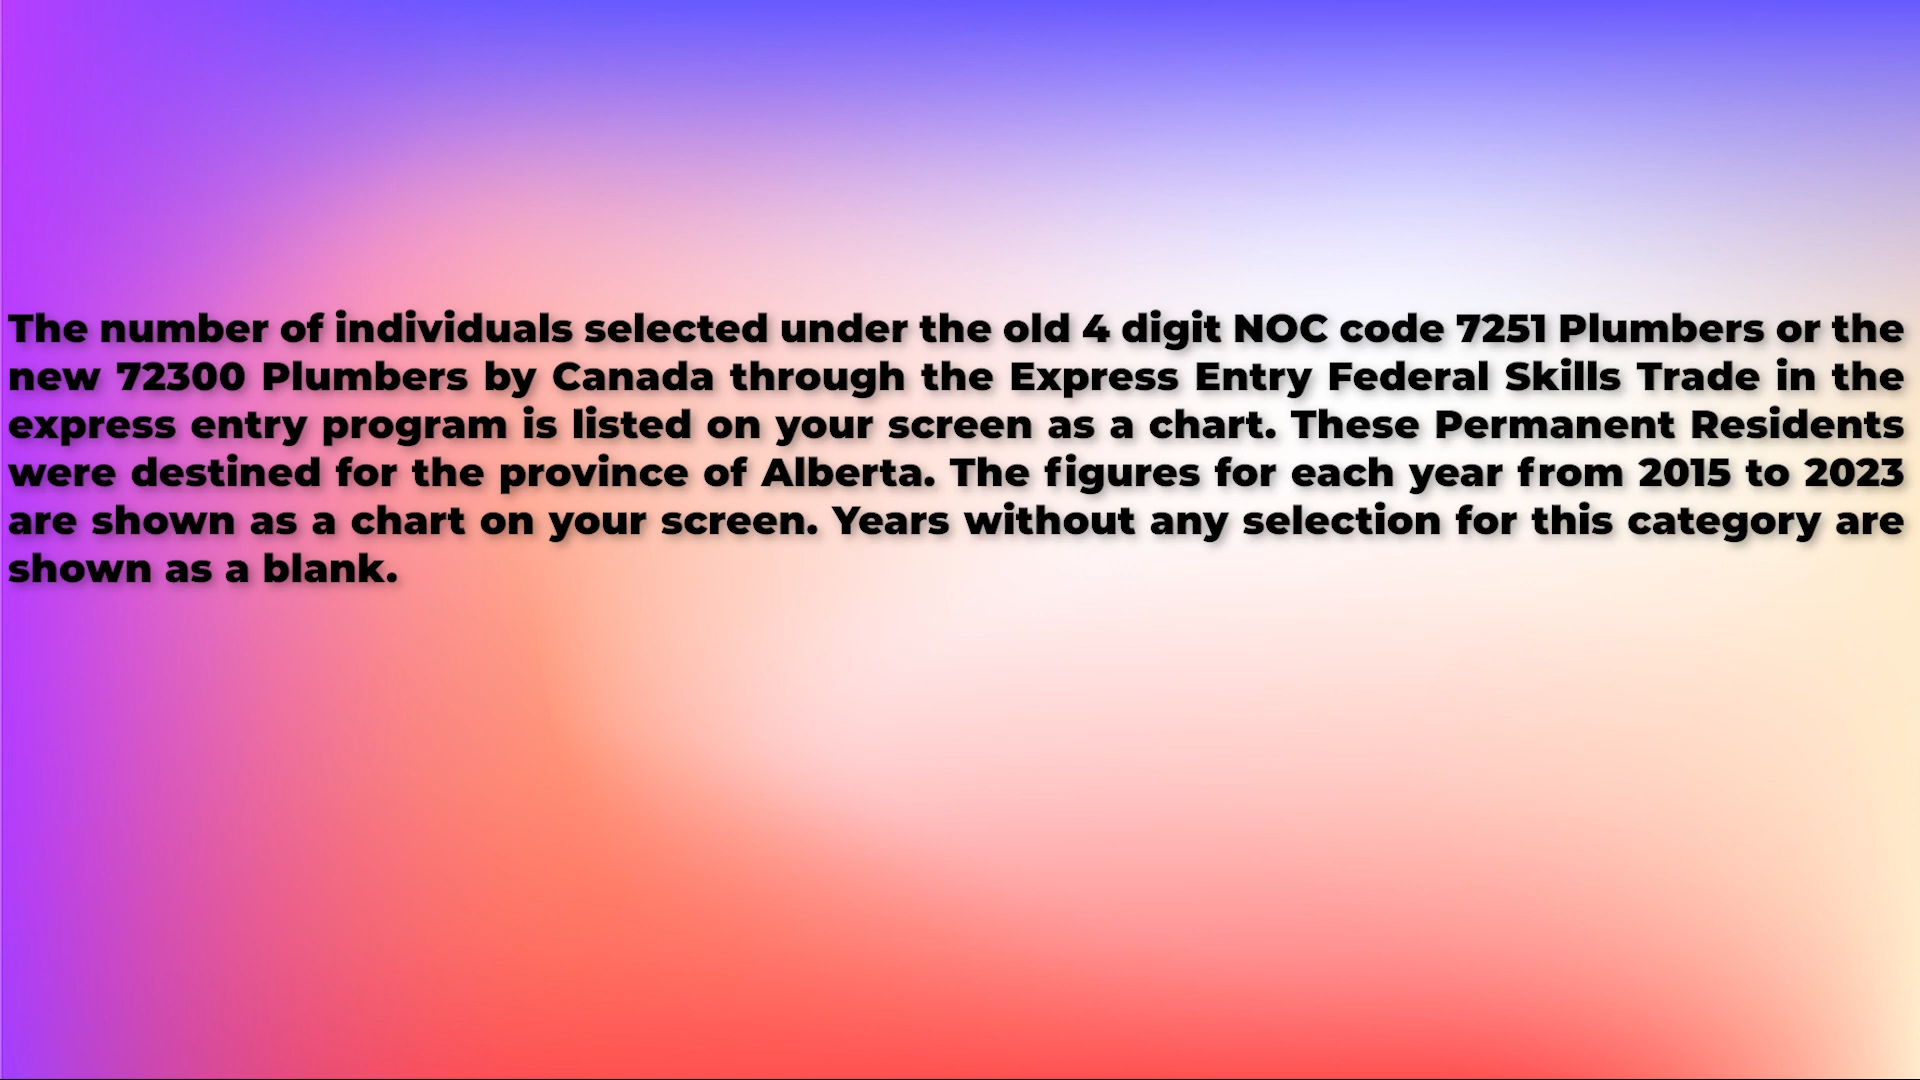 The number of individuals selected under the old 4 digit NOC code 7251 Plumbers or the
new 72300 Plumbers by Canada through the Express Entry Federal Skills Trade in the
express entry program is listed on your screen as a chart. These Permanent Residents
were destined for the province of Alberta. The figures for each year from 2015 to 2023
are shown as a chart on your screen. Years without any selection for this category are
shown as a blank.